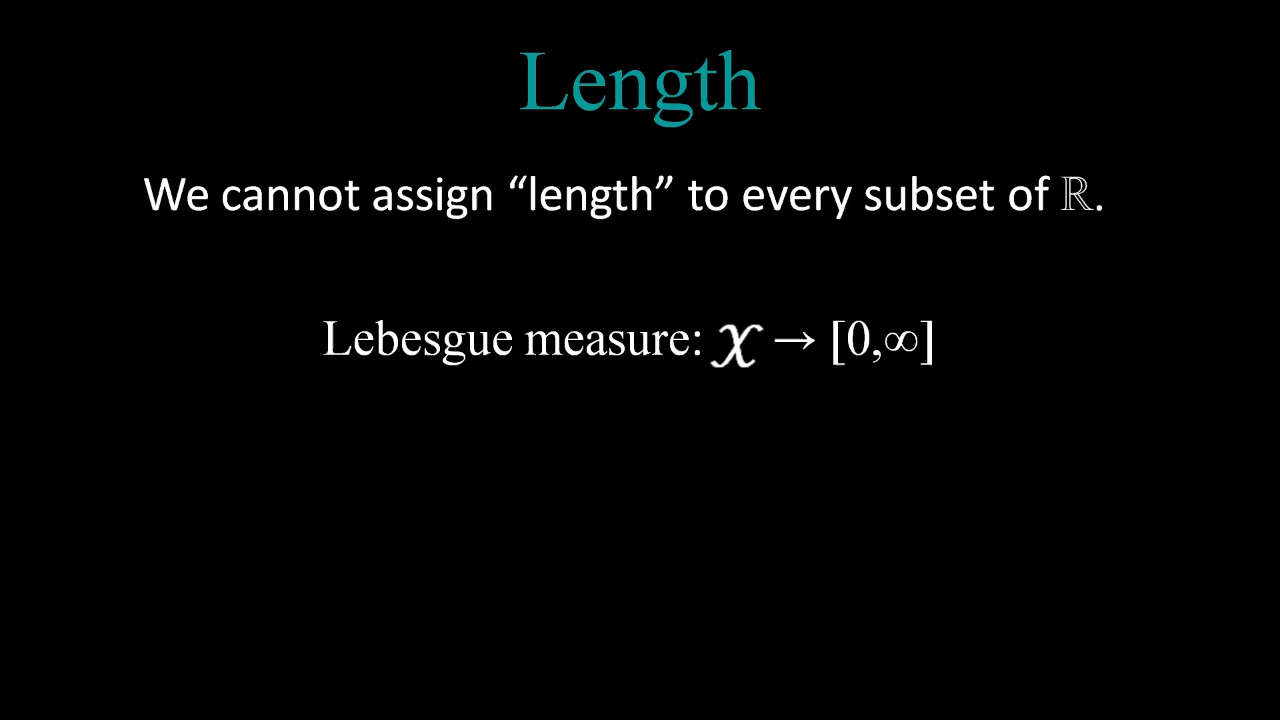 Length
We cannot assign “length” to every subset of ℝ.
Lebesgue measure: 𝒳 → [0,∞]